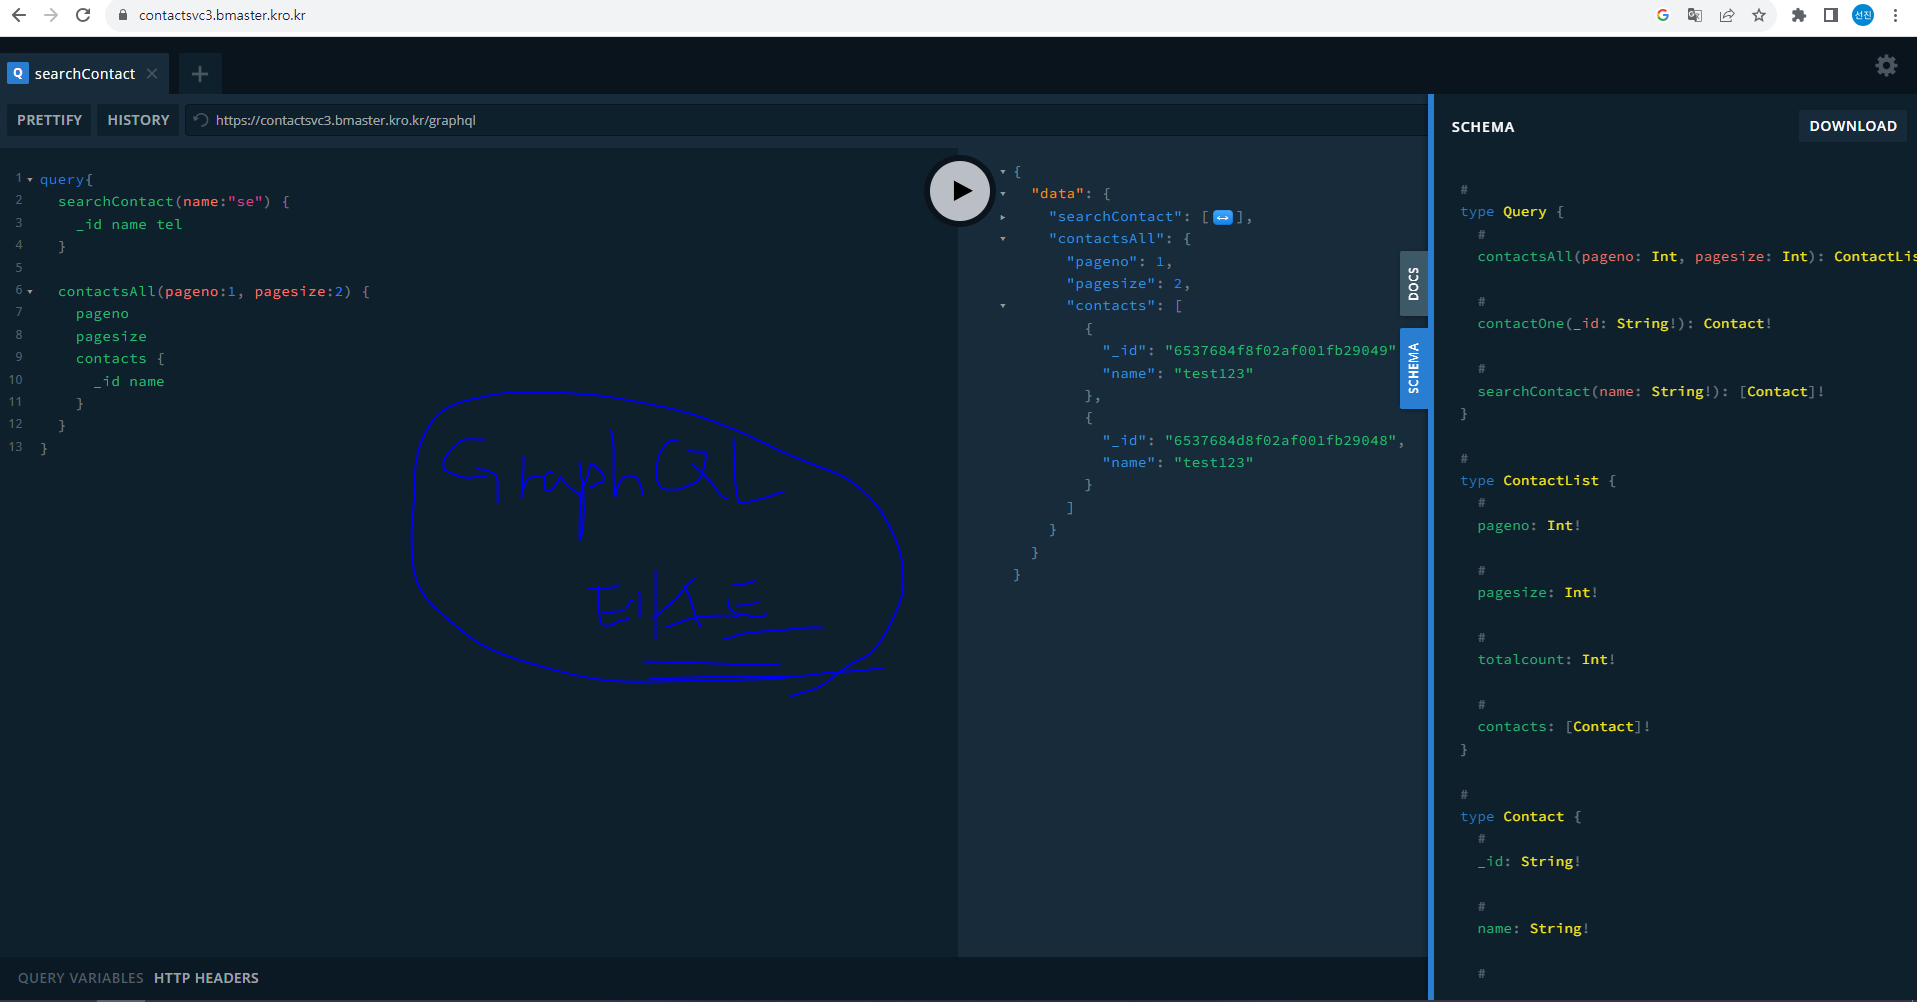 contactsvc3.bmaster.kro.kr
선진
Q searchContact
PRETTIFY HISTORY https://contactsvc3.bmaster.kro.kr/graphql
1 query{
2 searchContact(name:"se") {
3 _id name tel
4 }
5
6 contactsAll(pageno:1, pagesize:2) {
7 pageno
8 pagesize
9 contacts {
10 _id name
11 }
12 }
13 }
GraphQL
테스트
{
"data": {
"searchContact": [ ],
"contactsAll": {
"pageno": 1,
"pagesize": 2,
"contacts": [
{
"_id": "6537684f8f02af001fb29049"
"name": "test123"
},
{
"_id": "6537684d8f02af001fb29048",
"name": "test123"
}
]
}
}
}
DOCS
SCHEMA
SCHEMA DOWNLOAD
#
type Query {
#
contactsAll(pageno: Int, pagesize: Int): ContactLis
#
contactOne(_id: String!): Contact!
#
searchContact(name: String!): [Contact]!
}
#
type ContactList {
#
pageno: Int!
#
pagesize: Int!
#
totalcount: Int!
#
contacts: [Contact]!
}
#
type Contact {
#
_id: String!
#
name: String!
#
QUERY VARIABLES HTTP HEADERS